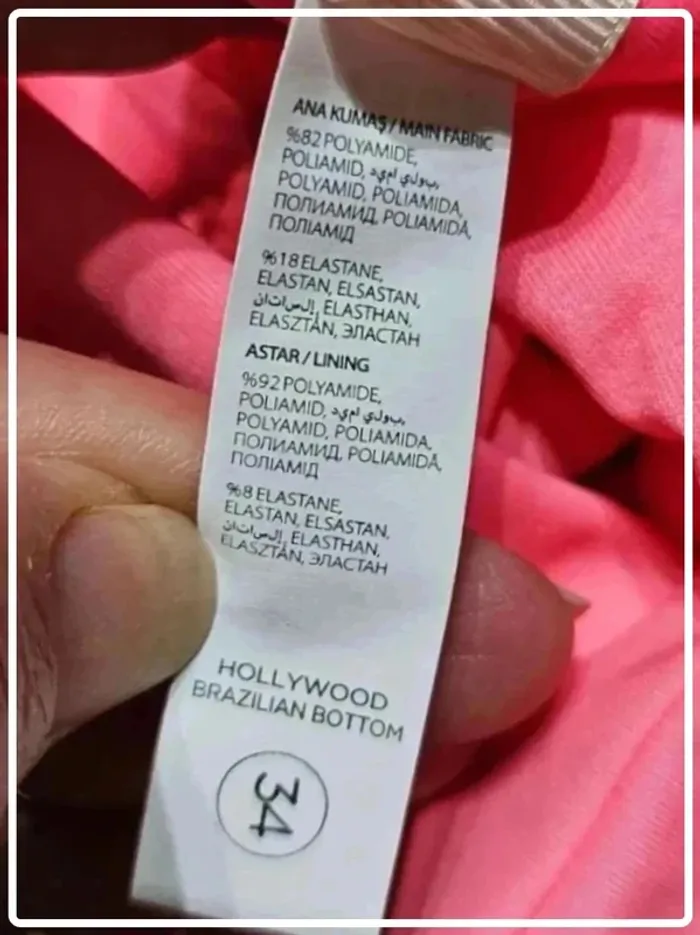 ANA KUMAŞ / MAIN FABRIC
%82 POLYAMIDE,
POLIAMID, بولي اميد,
POLYAMID, POLIAMIDA,
ПОЛИАМИД, POLIAMIDĂ,
ПОЛІАМІД
%18 ELASTANE,
ELASTAN, ELSASTAN,
إلاستان, ELASTHAN,
ELASZTÁN, ЭЛАСТАН
ASTAR / LINING
%92 POLYAMIDE,
POLIAMID, بولي اميد,
POLYAMID, POLIAMIDA,
ПОЛИАМИД, POLIAMIDĂ,
ПОЛІАМІД
%8 ELASTANE,
ELASTAN, ELSASTAN,
إلاستان, ELASTHAN,
ELASZTÁN, ЭЛАСТАН
HOLLYWOOD
BRAZILIAN BOTTOM
34